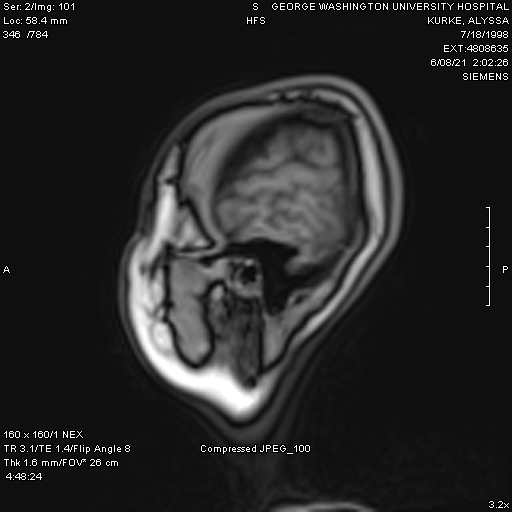 Ser: 2/Img: 101
Loc: 58.4 mm
346 /784
S GEORGE WASHINGTON UNIVERSITY HOSPITAL
HFS KURKE, ALYSSA
7/18/1998
EXT:4808635
6/08/21 2:02:26
SIEMENS
A
P
160 x 160/1 NEX
TR 3.1/TE 1.4/Flip Angle 8
Thk 1.6 mm/FOV* 26 cm
4:48:24
Compressed JPEG_100
3.2x